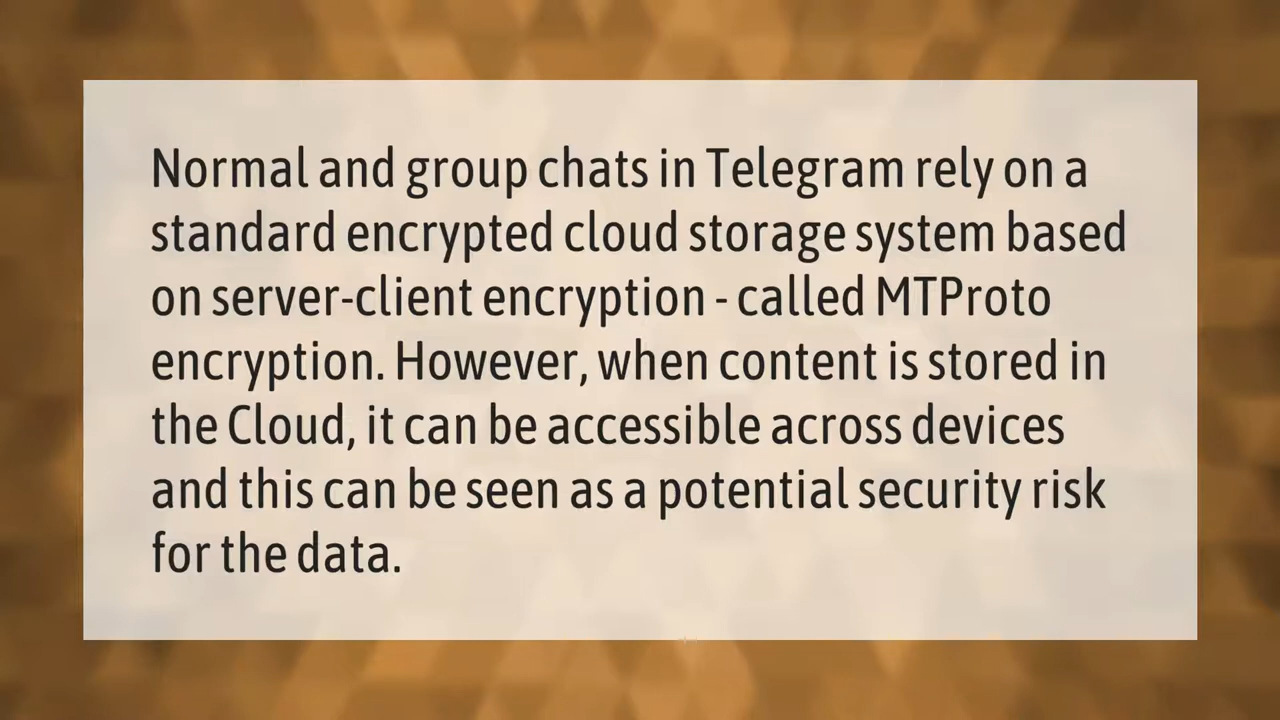 Normal and group chats in Telegram rely on a
standard encrypted cloud storage system based
on server-client encryption - called MTProto
encryption. However, when content is stored in
the Cloud, it can be accessible across devices
and this can be seen as a potential security risk
for the data.